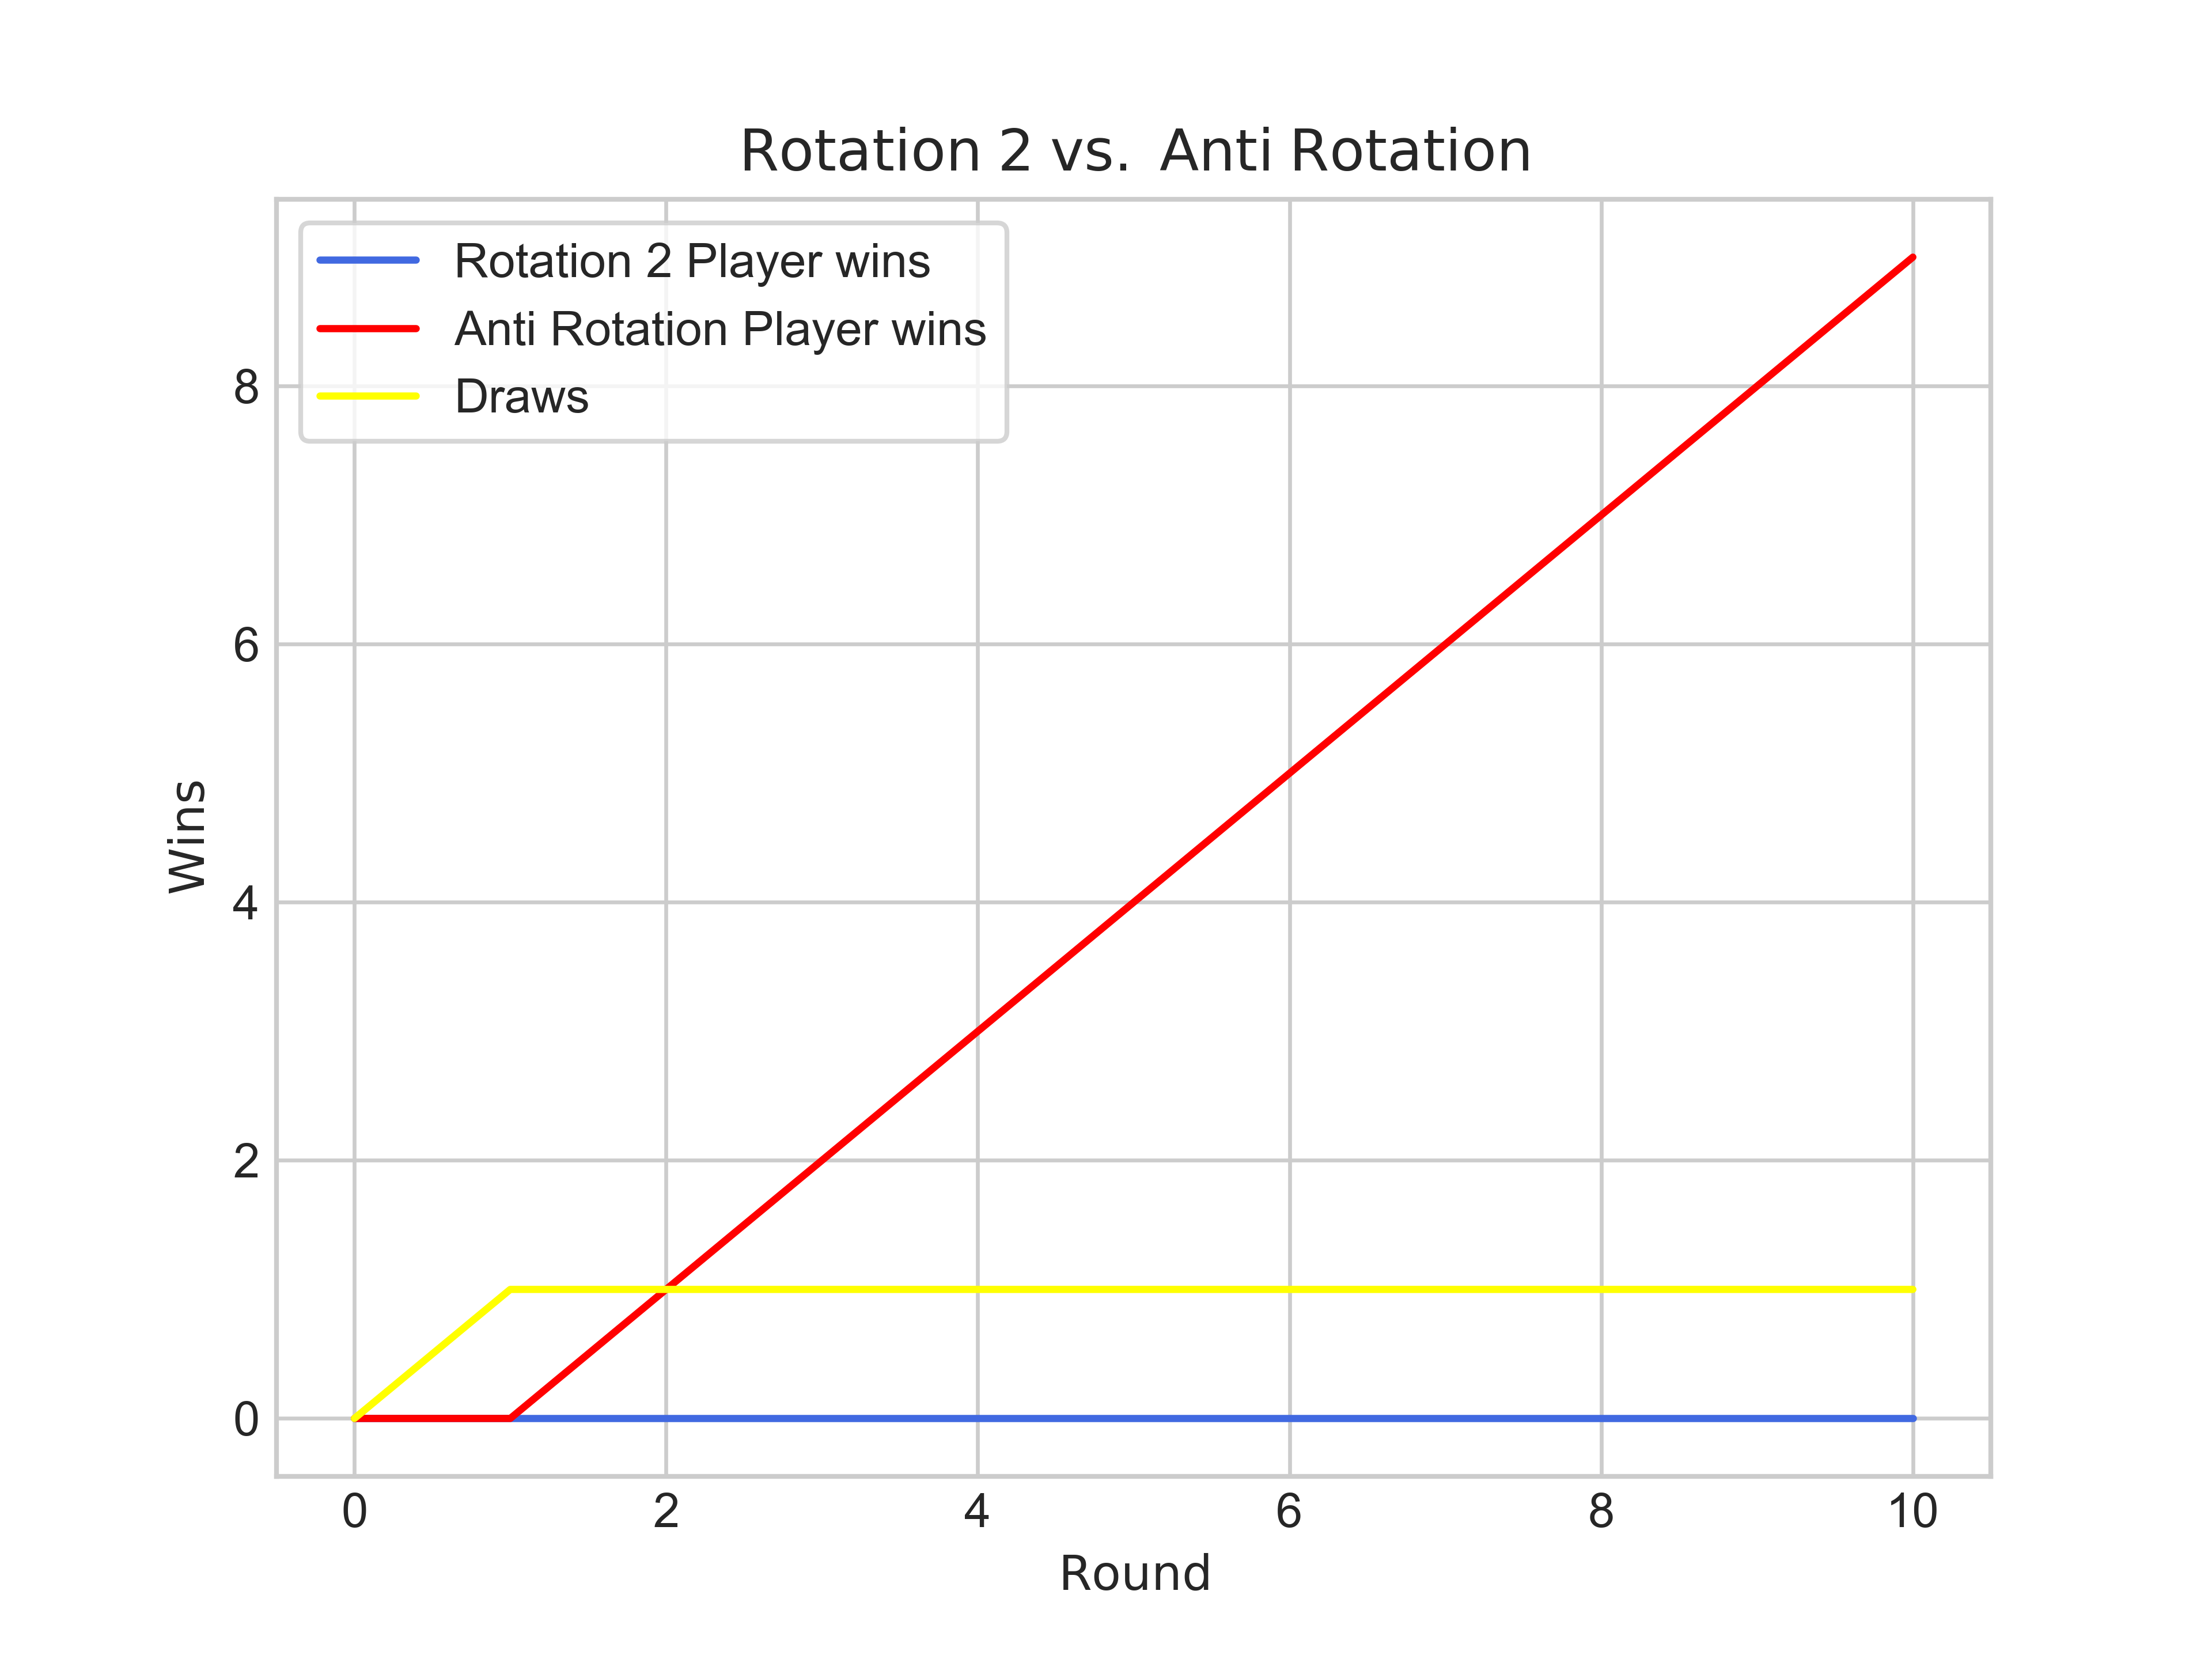 Rotation 2 vs. Anti Rotation
Rotation 2 Player wins
Anti Rotation Player wins
Draws
8
6
4
2
0
Wins
0 2 4 6 8 10
Round